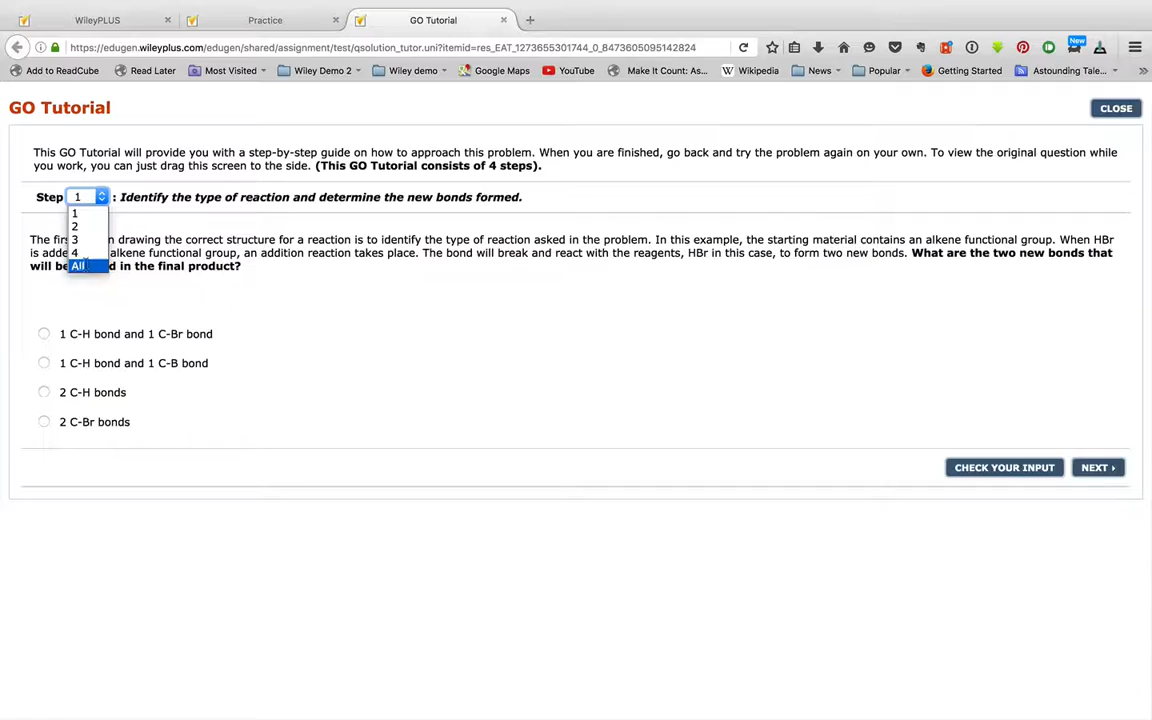 WileyPLUS × Practice × GO Tutorial × +
https://edugen.wileyplus.com/edugen/shared/assignment/test/qsolution_tutor.uni?itemid=res_EAT_1273655301744_0_8473605095142824 New
Add to ReadCube Read Later Most Visited Wiley Demo 2 Wiley demo Google Maps YouTube Make It Count: As... W Wikipedia News Popular Getting Started Astounding Tale... »
GO Tutorial CLOSE
This GO Tutorial will provide you with a step-by-step guide on how to approach this problem. When you are finished, go back and try the problem again on your own. To view the original question while
you work, you can just drag this screen to the side. (This GO Tutorial consists of 4 steps).
Step 1 : Identify the type of reaction and determine the new bonds formed.
1
2
3
4
All
The firs n drawing the correct structure for a reaction is to identify the type of reaction asked in the problem. In this example, the starting material contains an alkene functional group. When HBr
is adde alkene functional group, an addition reaction takes place. The bond will break and react with the reagents, HBr in this case, to form two new bonds. What are the two new bonds that
will be d in the final product?
1 C-H bond and 1 C-Br bond
1 C-H bond and 1 C-B bond
2 C-H bonds
2 C-Br bonds
CHECK YOUR INPUT NEXT ›